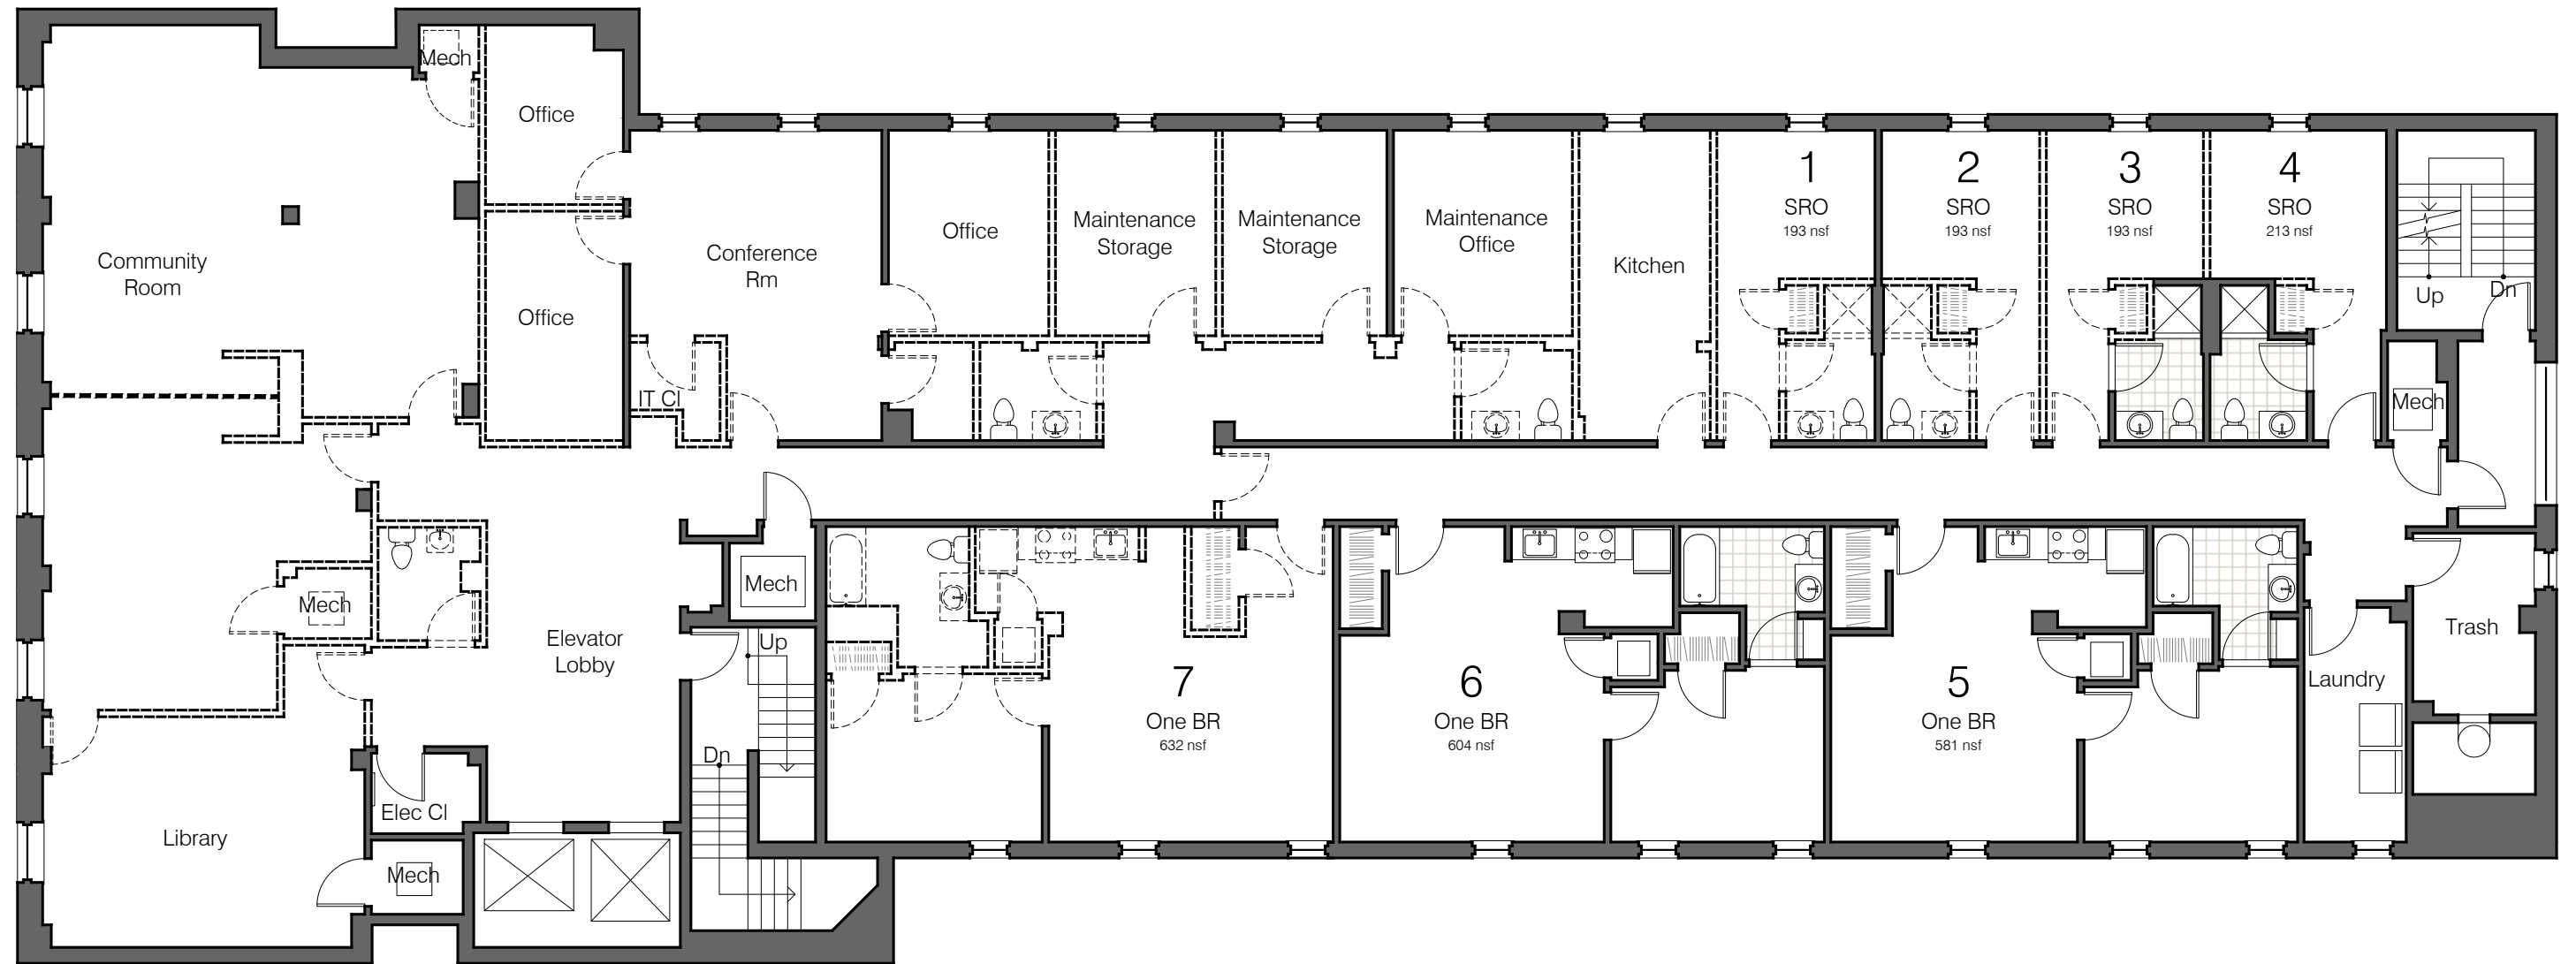 Mech
Office
Community
Room
Office
Conference
Rm
IT Cl
Office
Maintenance
Storage
Maintenance
Storage
Maintenance
Office
Kitchen
1
SRO
193 nsf
2
SRO
193 nsf
3
SRO
193 nsf
4
SRO
213 nsf
Up
Dn
Mech
Mech
Elevator
Lobby
Mech
Up
Dn
7
One BR
632 nsf
6
One BR
604 nsf
5
One BR
581 nsf
Laundry
Trash
Library
Elec Cl
Mech